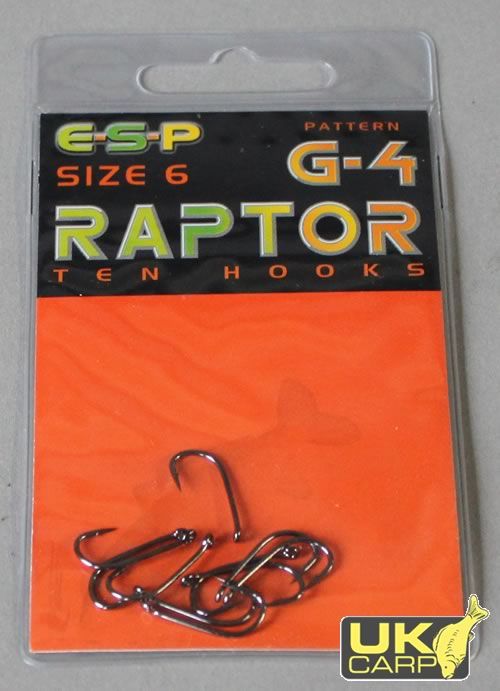 E-S-P
PATTERN
SIZE 6
G-4
RAPTOR
TEN HOOKS
UK
CARP